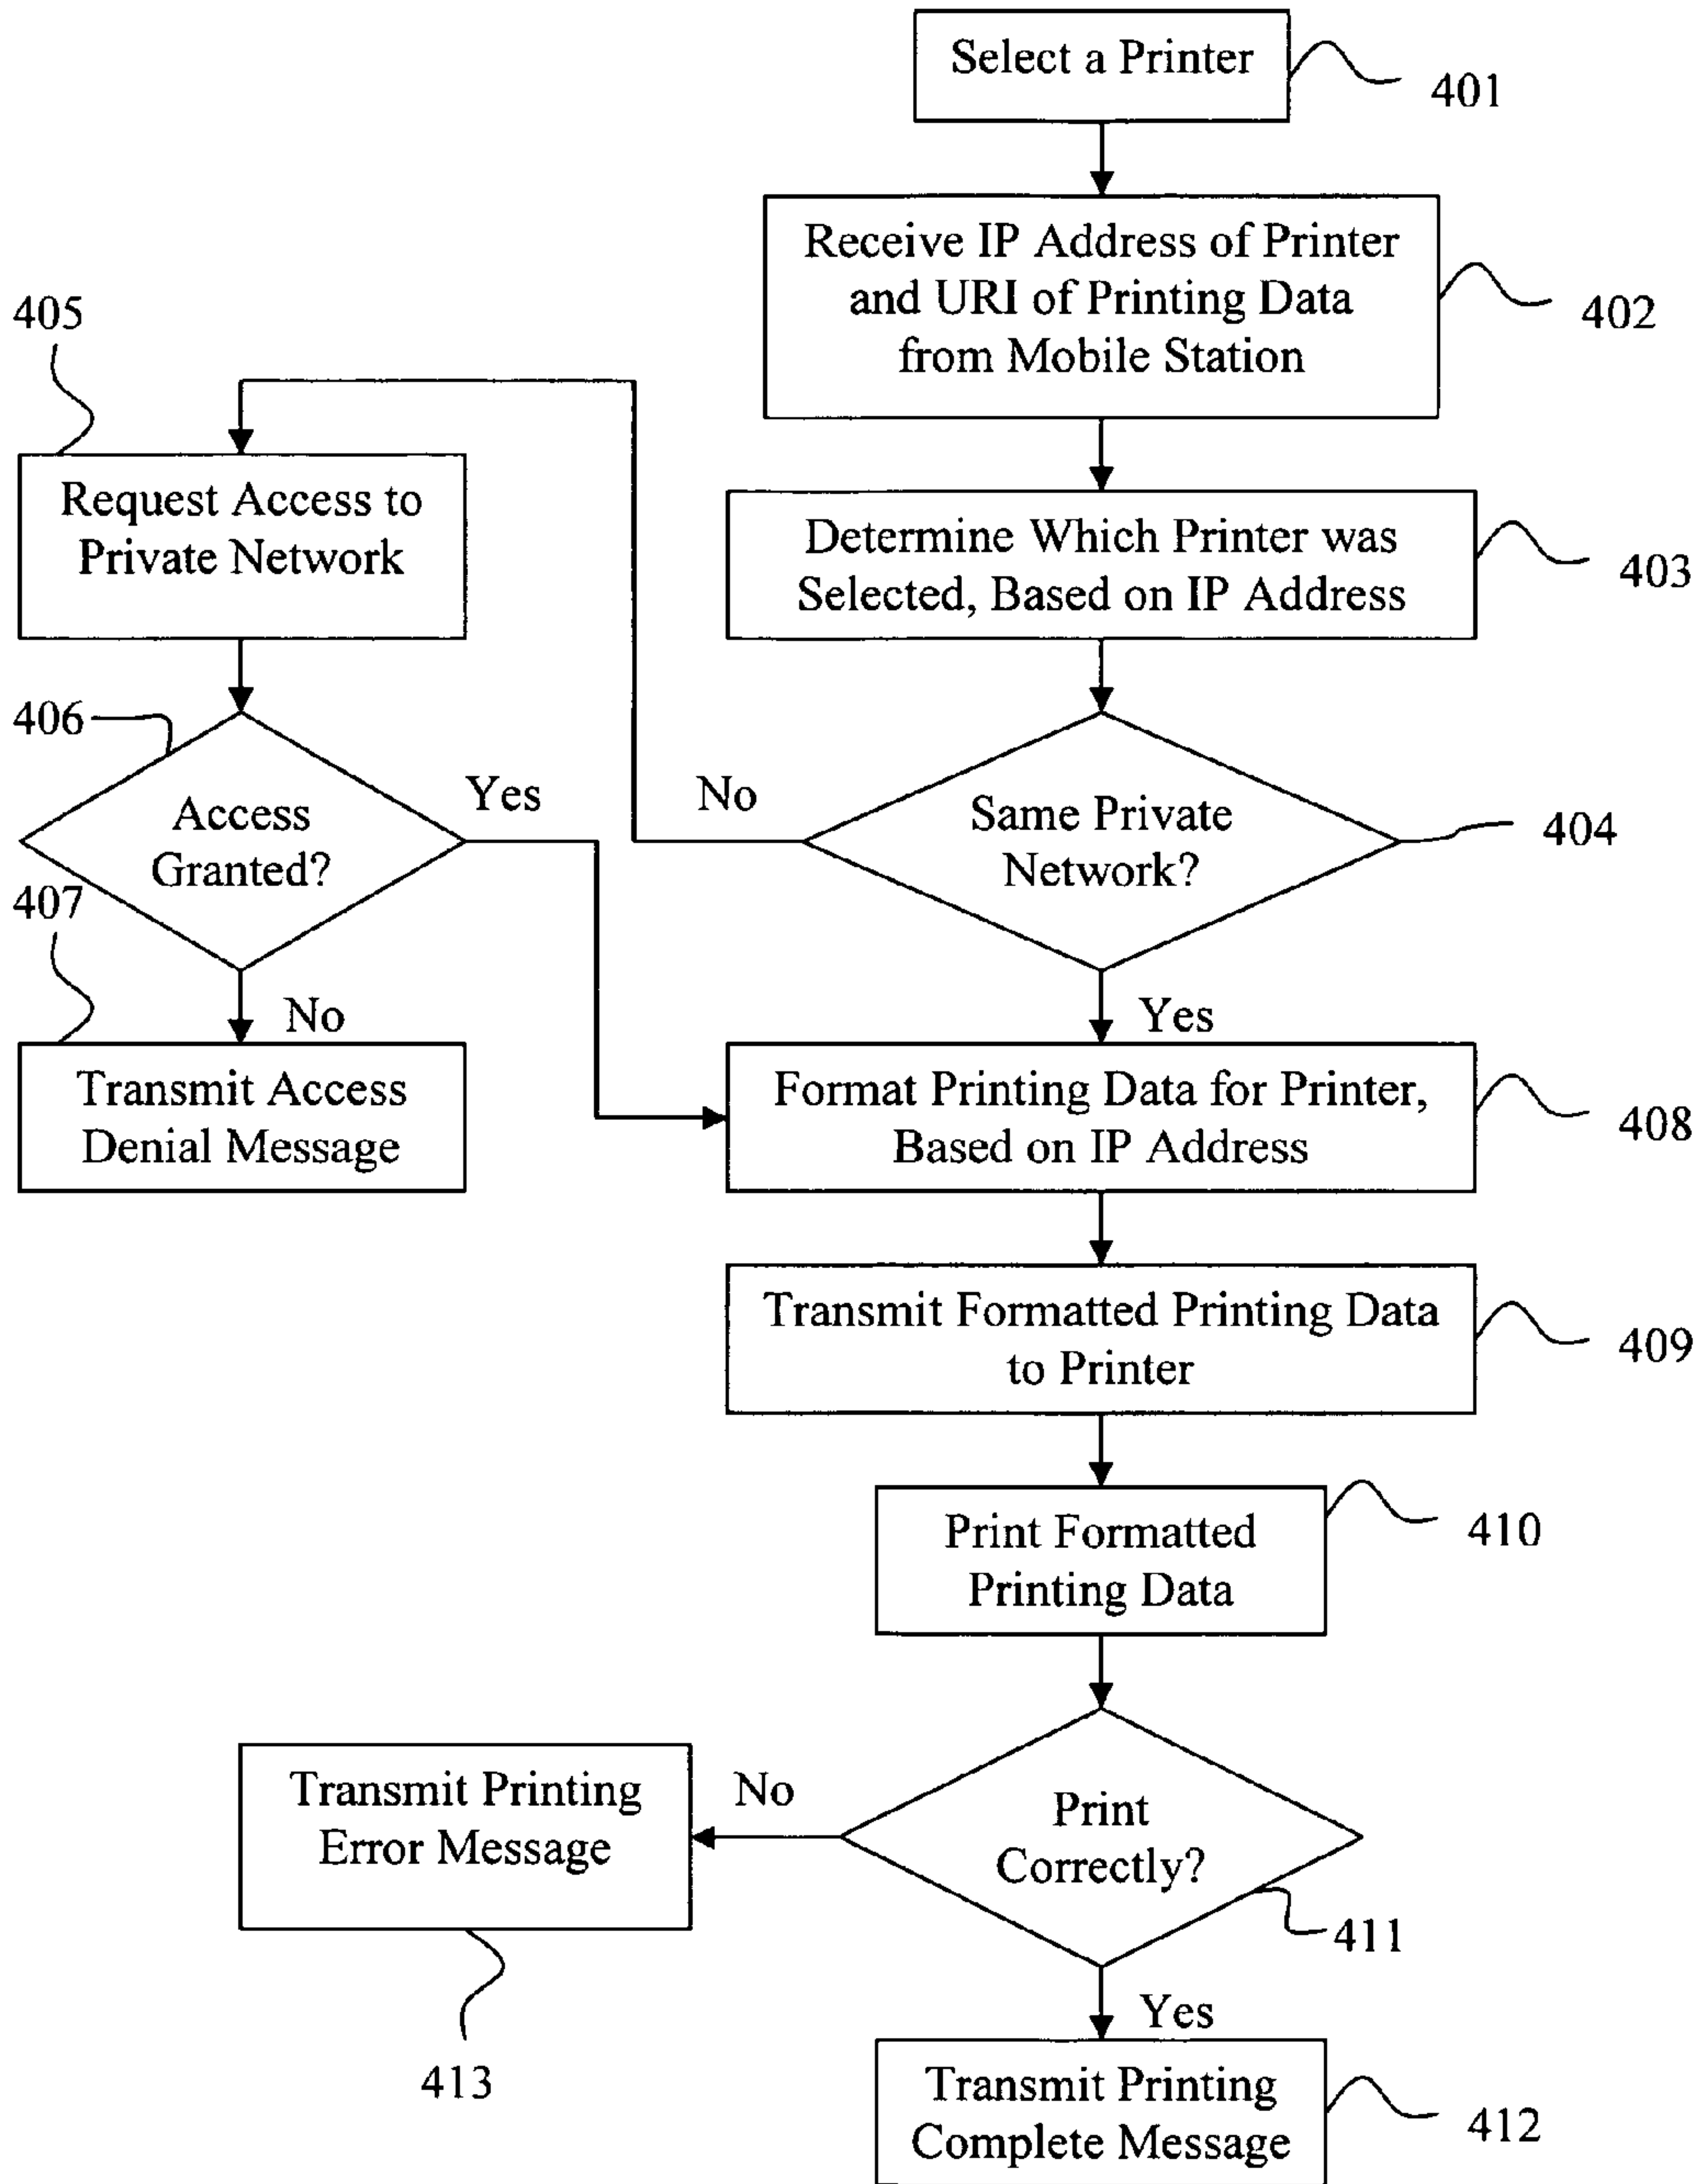 Select a Printer
401
Receive IP Address of Printer
and URI of Printing Data
from Mobile Station
402
405
Request Access to
Private Network
Determine Which Printer was
Selected, Based on IP Address
403
406
Access
Granted?
Yes
No
Same Private
Network?
404
407
No
Yes
Transmit Access
Denial Message
Format Printing Data for Printer,
Based on IP Address
408
Transmit Formatted Printing Data
to Printer
409
Print Formatted
Printing Data
410
Transmit Printing
Error Message
No
Print
Correctly?
411
413
Yes
Transmit Printing
Complete Message
412